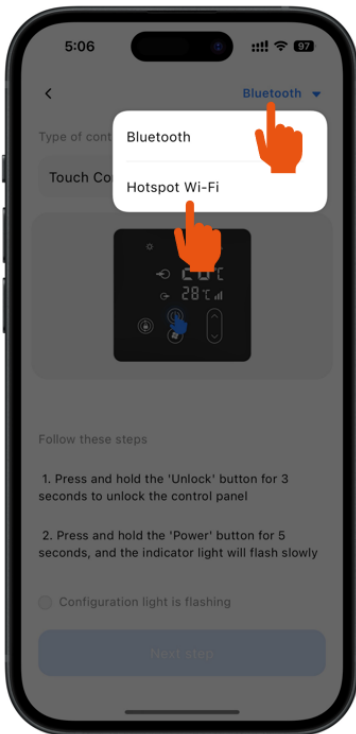 5:06
97
Bluetooth
Type of cont
Bluetooth
Touch Co
Hotspot Wi-Fi
28℃
Follow these steps
1. Press and hold the 'Unlock' button for 3
seconds to unlock the control panel
2. Press and hold the 'Power' button for 5
seconds, and the indicator light will flash slowly
Configuration light is flashing
Next step